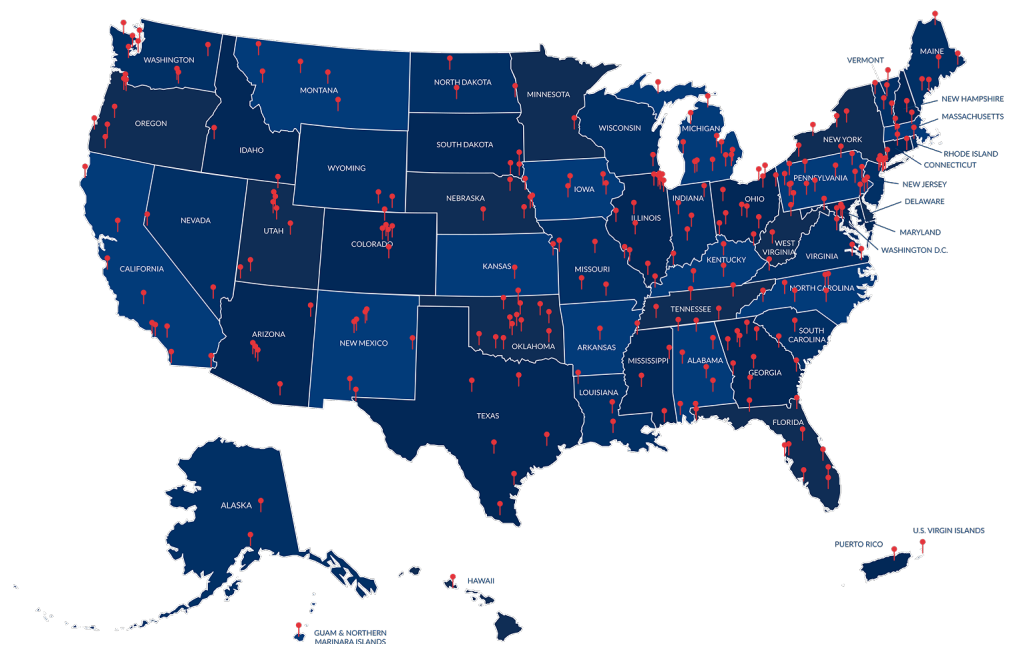 MAINE
VERMONT
WASHINGTON
NORTH DAKOTA
MONTANA
MINNESOTA
NEW HAMPSHIRE
MASSACHUSETTS
OREGON
WISCONSIN
MICHIGAN
NEW YORK
IDAHO
SOUTH DAKOTA
RHODE ISLAND
CONNECTICUT
WYOMING
PENNSYLVANIA
NEW JERSEY
IOWA
NEBRASKA
INDIANA
OHIO
DELAWARE
ILLINOIS
NEVADA
UTAH
MARYLAND
COLORADO
WEST
VIRGINIA
WASHINGTON D.C.
VIRGINIA
KENTUCKY
KANSAS
CALIFORNIA
MISSOURI
NORTH CAROLINA
TENNESSEE
ARIZONA
NEW MEXICO
OKLAHOMA
ARKANSAS
SOUTH
CAROLINA
MISSISSIPPI
ALABAMA
GEORGIA
LOUISIANA
TEXAS
FLORIDA
ALASKA
U.S. VIRGIN ISLANDS
PUERTO RICO
HAWAII
GUAM & NORTHERN
MARINARA ISLANDS